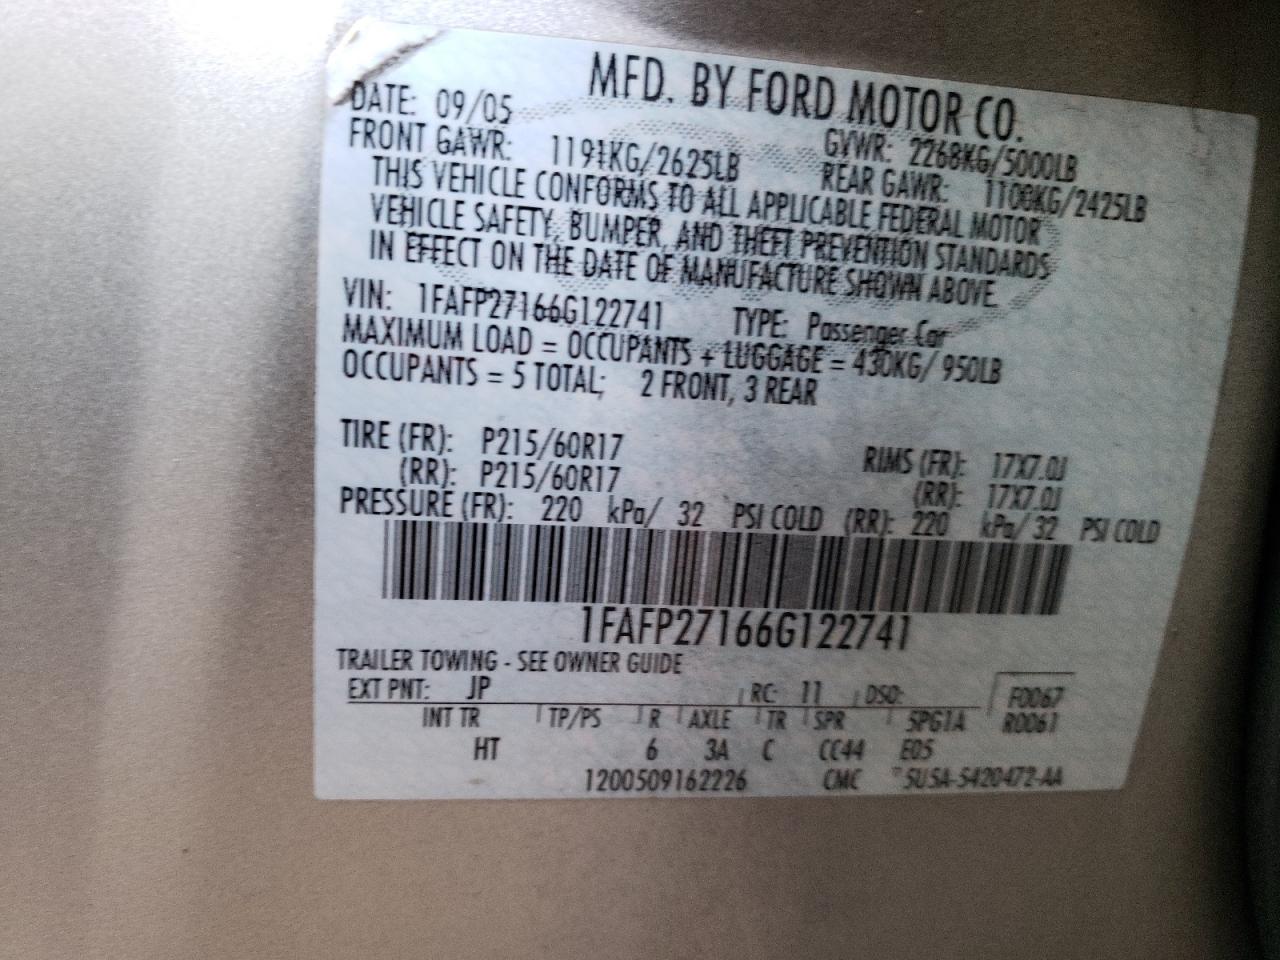 MFD. BY FORD MOTOR CO.
DATE: 09/05 GVWR: 2268KG/5000LB
FRONT GAWR: 1191KG/2625LB REAR GAWR: 1100KG/2425LB
THIS VEHICLE CONFORMS TO ALL APPLICABLE FEDERAL MOTOR
VEHICLE SAFETY, BUMPER, AND THEFT PREVENTION STANDARDS
IN EFFECT ON THE DATE OF MANUFACTURE SHOWN ABOVE.
VIN: 1FAFP27166G122741 TYPE: Passenger Car
MAXIMUM LOAD = OCCUPANTS + LUGGAGE = 430KG/ 950LB
OCCUPANTS = 5 TOTAL; 2 FRONT, 3 REAR
TIRE (FR): P215/60R17 RIMS (FR): 17X7.0J
(RR): P215/60R17 (RR): 17X7.0J
PRESSURE (FR): 220 kPa/ 32 PSI COLD (RR): 220 kPa/ 32 PSI COLD
1FAFP27166G122741
TRAILER TOWING - SEE OWNER GUIDE
EXT PNT: JP RC: 11 DSO: F0067
INT TR TP/PS R AXLE TR SPR 5PG1A R0061
HT 6 3A C CC44 E05
1200509162226 CMC 5U5A-5420472-AA